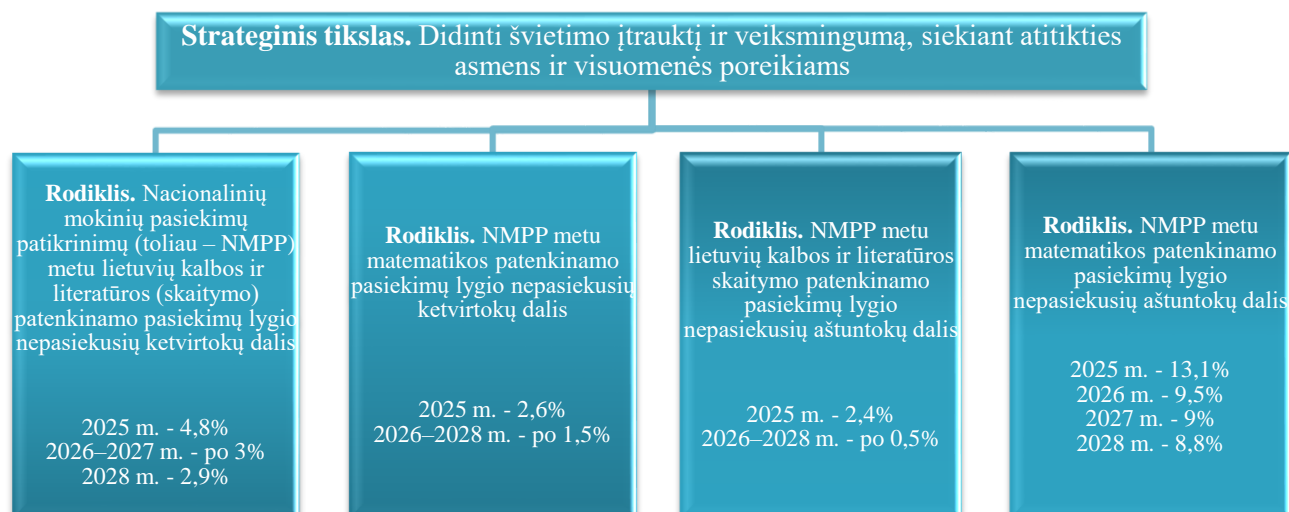 Strateginis tikslas. Didinti švietimo įtrauktį ir veiksmingumą, siekiant atitikties
asmens ir visuomenės poreikiams
Rodiklis. Nacionalinių
mokinių pasiekimų
patikrinimų (toliau – NMPP)
metu lietuvių kalbos ir
literatūros (skaitymo)
patenkinamo pasiekimų lygio
nepasiekusių ketvirtokų dalis
2025 m. - 4,8%
2026–2027 m. - po 3%
2028 m. - 2,9%
Rodiklis. NMPP metu
matematikos patenkinamo
pasiekimų lygio nepasiekusių
ketvirtokų dalis
2025 m. - 2,6%
2026–2028 m. - po 1,5%
Rodiklis. NMPP metu
lietuvių kalbos ir literatūros
skaitymo patenkinamo
pasiekimų lygio
nepasiekusių aštuntokų dalis
2025 m. - 2,4%
2026–2028 m. - po 0,5%
Rodiklis. NMPP metu
matematikos patenkinamo
pasiekimų lygio
nepasiekusių aštuntokų dalis
2025 m. - 13,1%
2026 m. - 9,5%
2027 m. - 9%
2028 m. - 8,8%